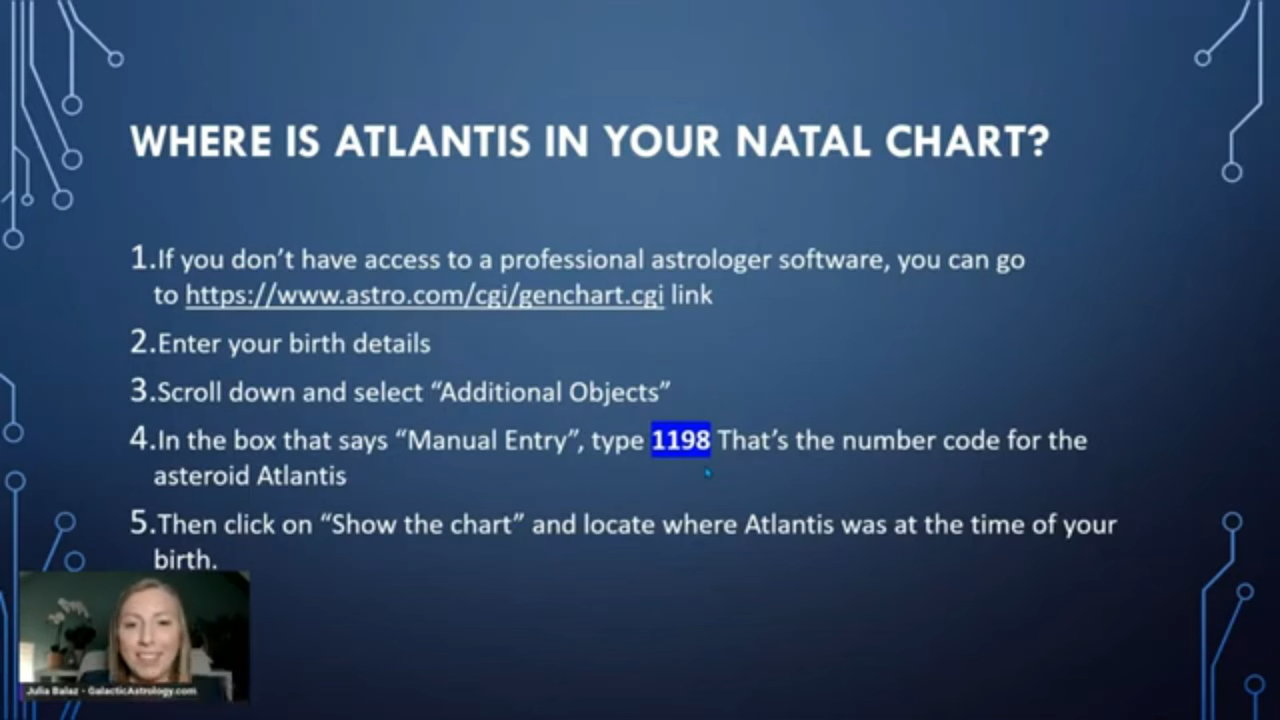 WHERE IS ATLANTIS IN YOUR NATAL CHART?
1.If you don’t have access to a professional astrologer software, you can go
to https://www.astro.com/cgi/genchart.cgi link
2.Enter your birth details
3.Scroll down and select “Additional Objects”
4.In the box that says “Manual Entry”, type 1198 That’s the number code for the
asteroid Atlantis
5.Then click on “Show the chart” and locate where Atlantis was at the time of your
birth.
Julia Balaz - GalacticAstrology.com